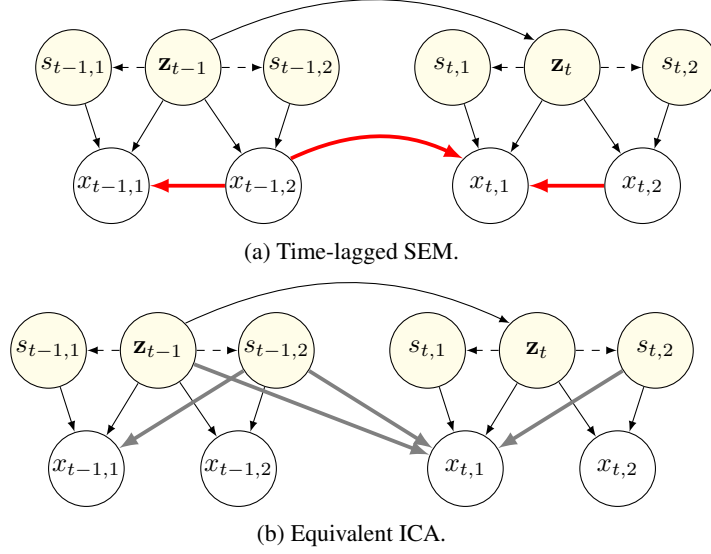 s_{t−1,1} z_{t−1} s_{t−1,2} s_{t,1} z_t s_{t,2}
x_{t−1,1} x_{t−1,2} x_{t,1} x_{t,2}
(a) Time-lagged SEM.
s_{t−1,1} z_{t−1} s_{t−1,2} s_{t,1} z_t s_{t,2}
x_{t−1,1} x_{t−1,2} x_{t,1} x_{t,2}
(b) Equivalent ICA.